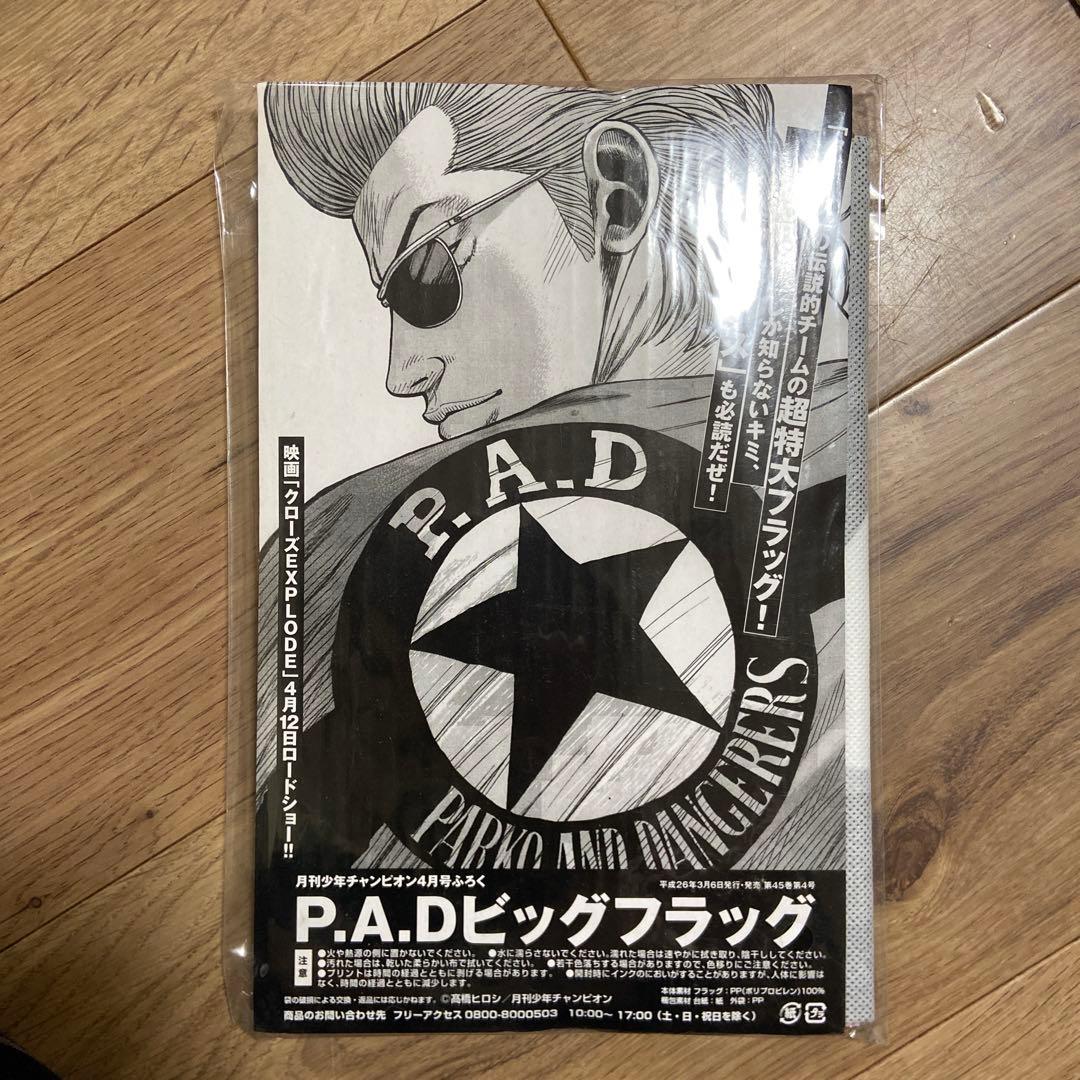 の伝説的チームの超特大フラッグ!
か知らないキミ、
」も必読だぜ!
P.A.D
PARKO AND DANGERERS
映画「クローズEXPLODE」4月12日ロードショー!!
月刊少年チャンピオン4月号ふろく
平成26年3月6日発行・発売 第45巻第4号
P.A.Dビッグフラッグ
注意
●火や熱源の側に置かないでください。 ●水に濡らさないでください。濡れた場合は速やかに拭き取り、陰干ししてください。
●汚れた場合は、乾いた柔らかい布で拭いてください。 ●若干色落ちする場合がありますので、色移りにご注意ください。
●プリントは時間の経過とともに剥げる場合があります。 ●開封時にインクのにおいがすることがありますが、人体に影響は
なく、時間の経過とともに減少します。
本体素材 フラッグ:PP(ポリプロピレン)100%
梱包素材 台紙:紙 外袋:PP
袋の破損による交換・返品には応じかねます。 ©髙橋ヒロシ/月刊少年チャンピオン
商品のお問い合わせ先 フリーアクセス0800-8000503 10:00〜17:00(土・日・祝日を除く)
紙
プラ